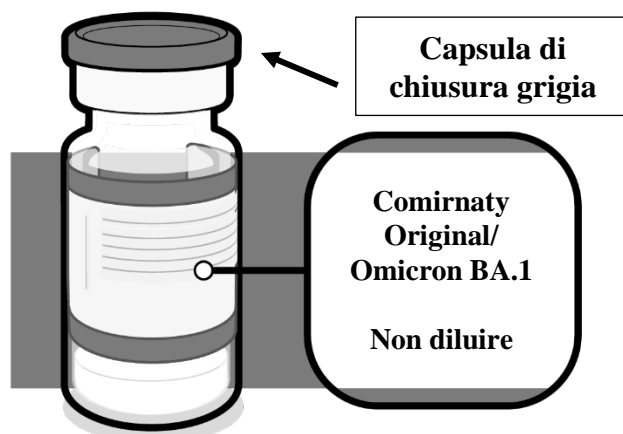 Capsula di
chiusura grigia
Comirnaty
Original/
Omicron BA.1
Non diluire